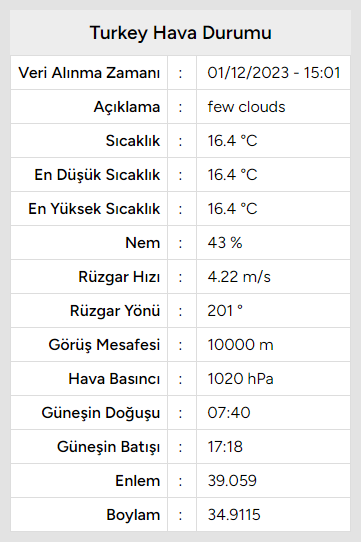 Turkey Hava Durumu
Veri Alınma Zamanı : 01/12/2023 - 15:01
Açıklama : few clouds
Sıcaklık : 16.4 °C
En Düşük Sıcaklık : 16.4 °C
En Yüksek Sıcaklık : 16.4 °C
Nem : 43 %
Rüzgar Hızı : 4.22 m/s
Rüzgar Yönü : 201 °
Görüş Mesafesi : 10000 m
Hava Basıncı : 1020 hPa
Güneşin Doğuşu : 07:40
Güneşin Batışı : 17:18
Enlem : 39.059
Boylam : 34.9115